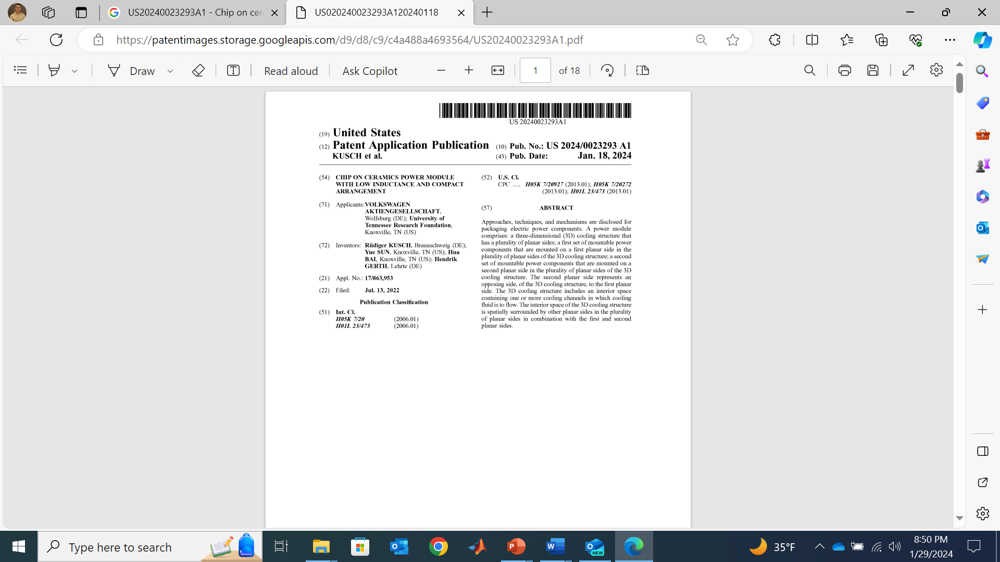 US20240023293A1 - Chip on cer
US020240023293A120240118
https://patentimages.storage.googleapis.com/d9/d8/c9/c4a488a4693564/US20240023293A1.pdf
Draw
Read aloud
Ask Copilot
1
of 18
US 20240023293A1
(19) United States
(12) Patent Application Publication
KUSCH et al.
(10) Pub. No.: US 2024/0023293 A1
(43) Pub. Date: Jan. 18, 2024
(54) CHIP ON CERAMICS POWER MODULE
WITH LOW INDUCTANCE AND COMPACT
ARRANGEMENT
(71) Applicants: VOLKSWAGEN
AKTIENGESELLSCHAFT,
Wolfsburg (DE); University of
Tennessee Research Foundation,
Knoxville, TN (US)
(72) Inventors: Rüdiger KUSCH, Braunschweig (DE);
Yue SUN, Knoxville, TN (US); Hua
BAI, Knoxville, TN (US); Hendrik
GERTH, Lehrte (DE)
(21) Appl. No.: 17/863,953
(22) Filed: Jul. 13, 2022
Publication Classification
(51) Int. Cl.
H05K 7/20 (2006.01)
H01L 23/473 (2006.01)
(52) U.S. Cl.
CPC ..... H05K 7/20927 (2013.01); H05K 7/20272
(2013.01); H01L 23/473 (2013.01)
(57) ABSTRACT
Approaches, techniques, and mechanisms are disclosed for
packaging electric power components. A power module
comprises: a three-dimensional (3D) cooling structure that
has a plurality of planar sides; a first set of mountable power
components that are mounted on a first planar side in the
plurality of planar sides of the 3D cooling structure; a second
set of mountable power components that are mounted on a
second planar side in the plurality of planar sides of the 3D
cooling structure. The second planar side represents an
opposing side, of the 3D cooling structure, to the first planar
side. The 3D cooling structure includes an interior space
containing one or more cooling channels in which cooling
fluid is to flow. The interior space of the 3D cooling structure
is spatially surrounded by other planar sides in the plurality
of planar sides in combination with the first and second
planar sides.
Type here to search
NEW
35°F
8:50 PM
1/29/2024